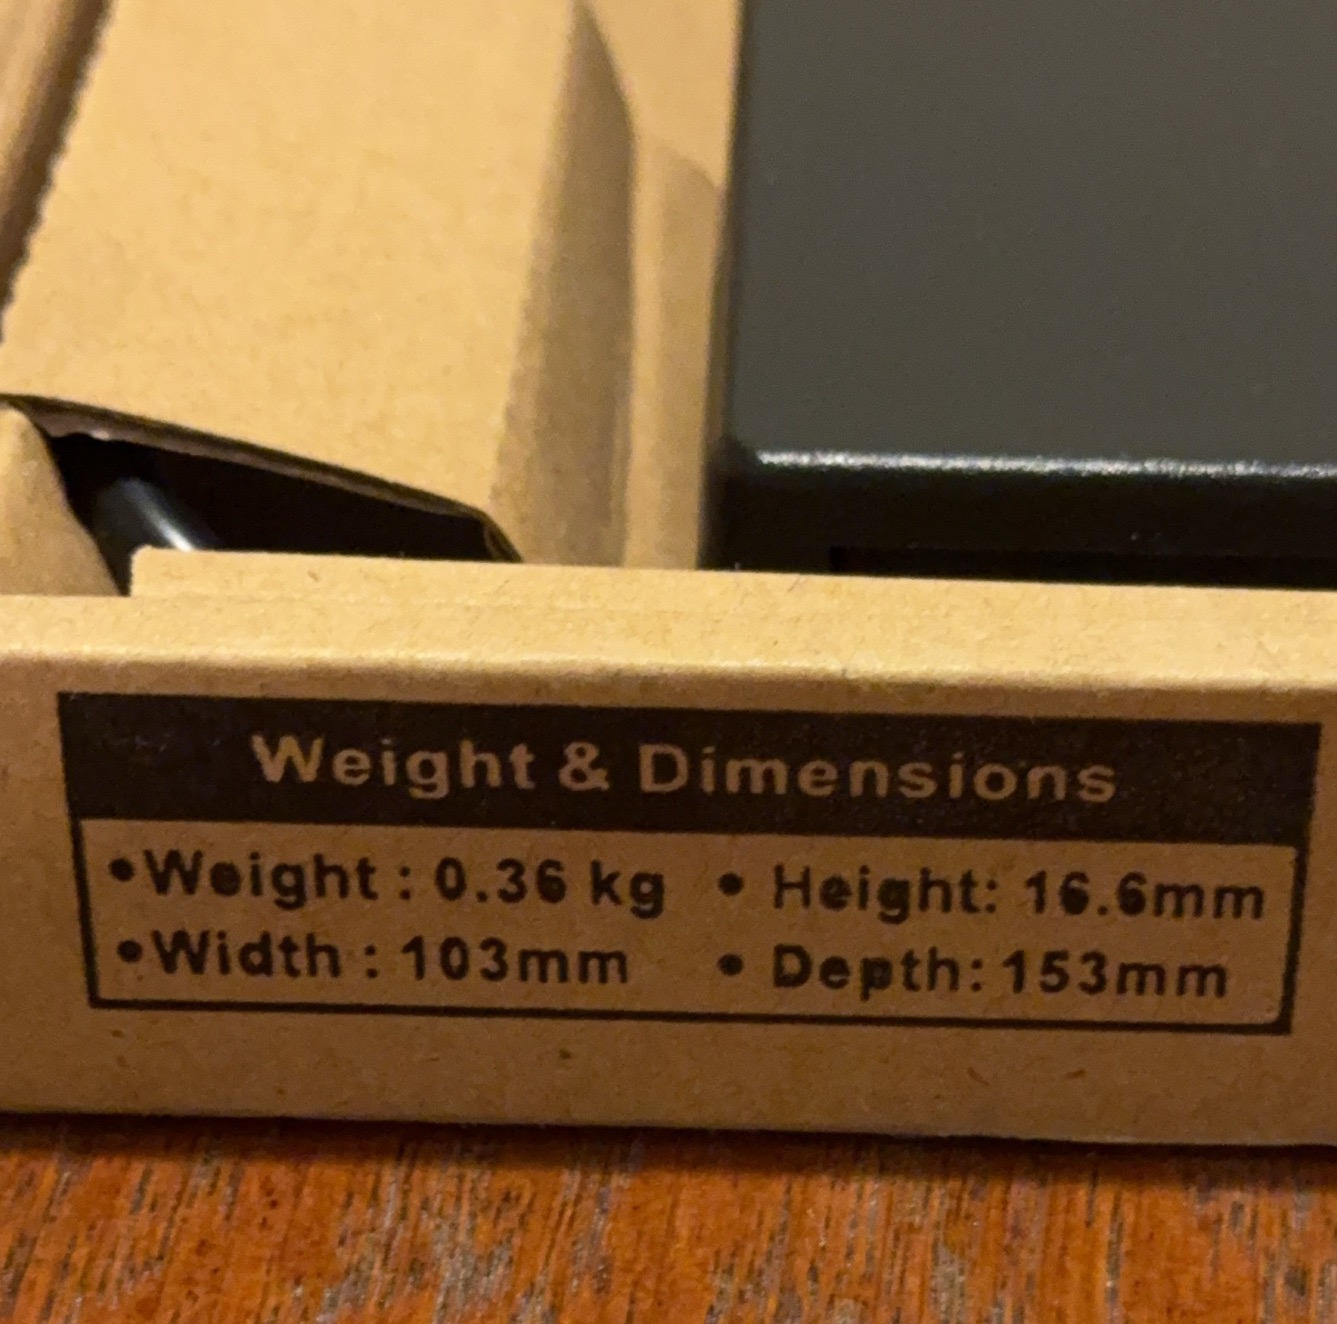 Weight & Dimensions
•Weight : 0.36 kg • Height: 16.6mm
•Width : 103mm • Depth: 153mm